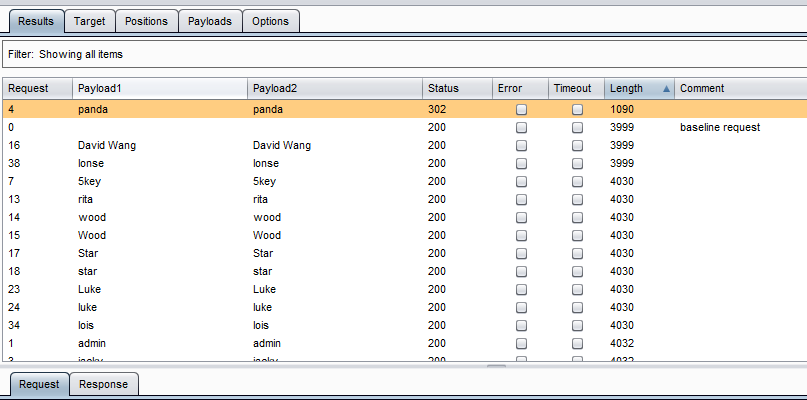 Results Target Positions Payloads Options
Filter: Showing all items
Request Payload1 Payload2 Status Error Timeout Length Comment
4 panda panda 302 1090
0 200 3999 baseline request
16 David Wang David Wang 200 3999
38 lonse lonse 200 3999
7 5key 5key 200 4030
13 rita rita 200 4030
14 wood wood 200 4030
15 Wood Wood 200 4030
17 Star Star 200 4030
18 star star 200 4030
23 Luke Luke 200 4030
24 luke luke 200 4030
34 lois lois 200 4030
1 admin admin 200 4032
3 200 4032
Request Response